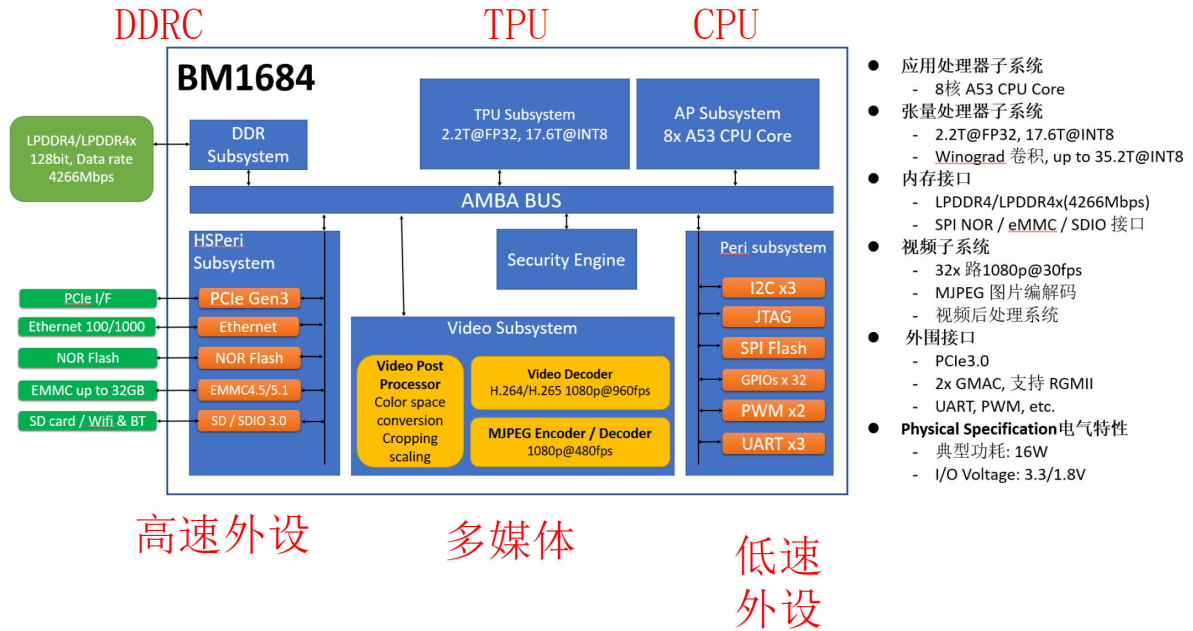 DDRC
TPU
CPU
BM1684
LPDDR4/LPDDR4x
128bit, Data rate
4266Mbps
DDR
Subsystem
TPU Subsystem
2.2T@FP32, 17.6T@INT8
AP Subsystem
8x A53 CPU Core
AMBA BUS
HSPeri
Subsystem
PCIe I/F
PCIe Gen3
Ethernet 100/1000
Ethernet
NOR Flash
NOR Flash
EMMC up to 32GB
EMMC4.5/5.1
SD card / Wifi & BT
SD / SDIO 3.0
Security Engine
Video Subsystem
Video Post
Processor
Color space
conversion
Cropping
scaling
Video Decoder
H.264/H.265 1080p@960fps
MJPEG Encoder / Decoder
1080p@480fps
Peri subsystem
I2C x3
JTAG
SPI Flash
GPIOs x 32
PWM x2
UART x3
高速外设
多媒体
低速
外设
● 应用处理器子系统
- 8核 A53 CPU Core
● 张量处理器子系统
- 2.2T@FP32, 17.6T@INT8
- Winograd 卷积, up to 35.2T@INT8
● 内存接口
- LPDDR4/LPDDR4x(4266Mbps)
- SPI NOR / eMMC / SDIO 接口
● 视频子系统
- 32x 路1080p@30fps
- MJPEG 图片编解码
- 视频后处理系统
● 外围接口
- PCIe3.0
- 2x GMAC, 支持 RGMII
- UART, PWM, etc.
● Physical Specification电气特性
- 典型功耗: 16W
- I/O Voltage: 3.3/1.8V